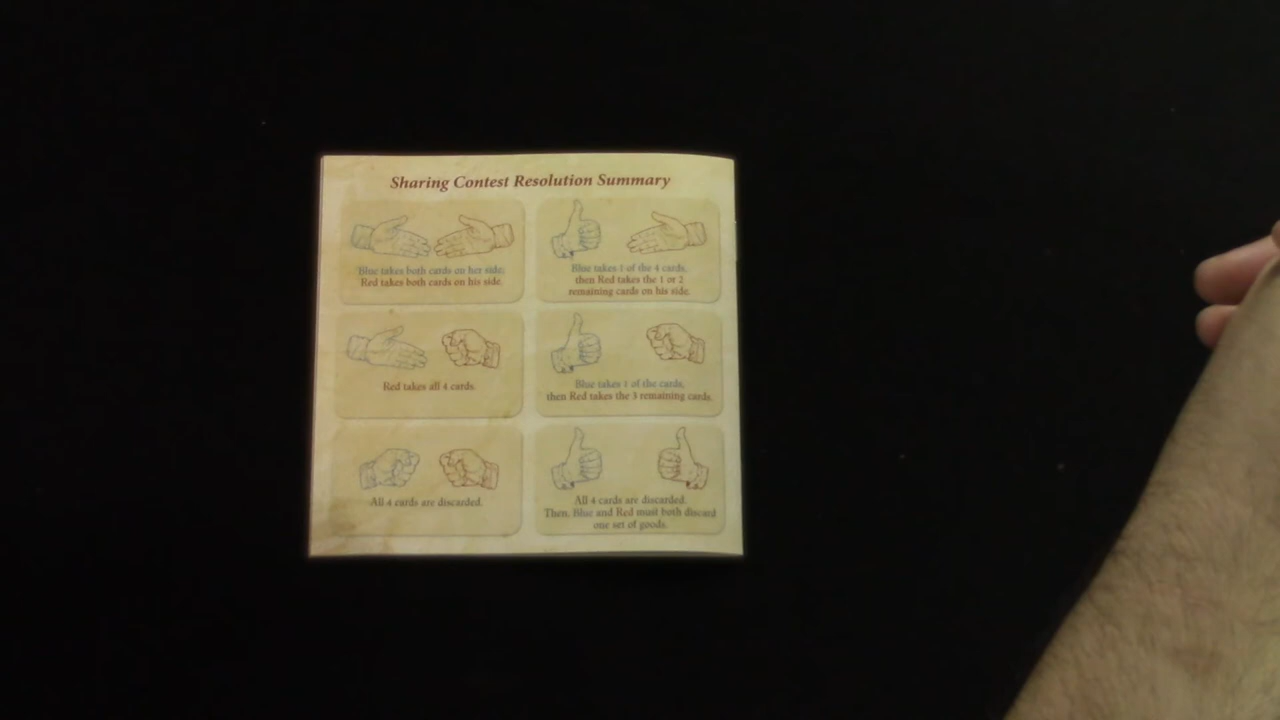 Sharing Contest Resolution Summary
Blue takes both cards on her side;
Red takes both cards on his side.
Blue takes 1 of the 4 cards,
then Red takes the 1 or 2
remaining cards on his side.
Red takes all 4 cards.
Blue takes 1 of the cards,
then Red takes the 3 remaining cards.
All 4 cards are discarded.
All 4 cards are discarded.
Then, Blue and Red must both discard
one set of goods.